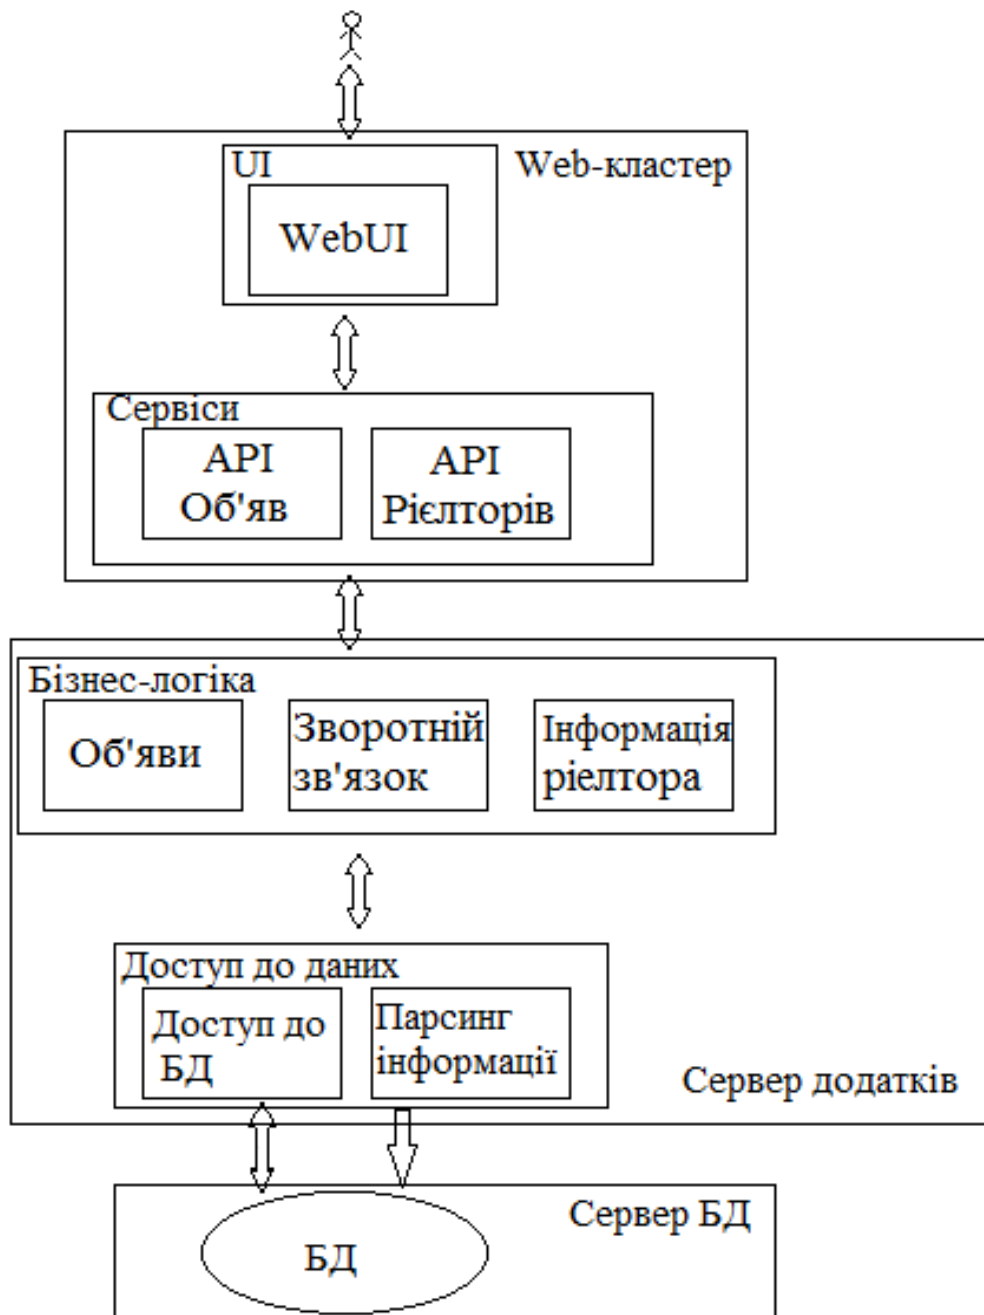 UI
Web-кластер
WebUI
Сервіси
API
Об'яв
API
Рієлторів
Бізнес-логіка
Об'яви
Зворотній
зв'язок
Інформація
ріелтора
Доступ до даних
Доступ до
БД
Парсинг
інформації
Сервер додатків
Сервер БД
БД